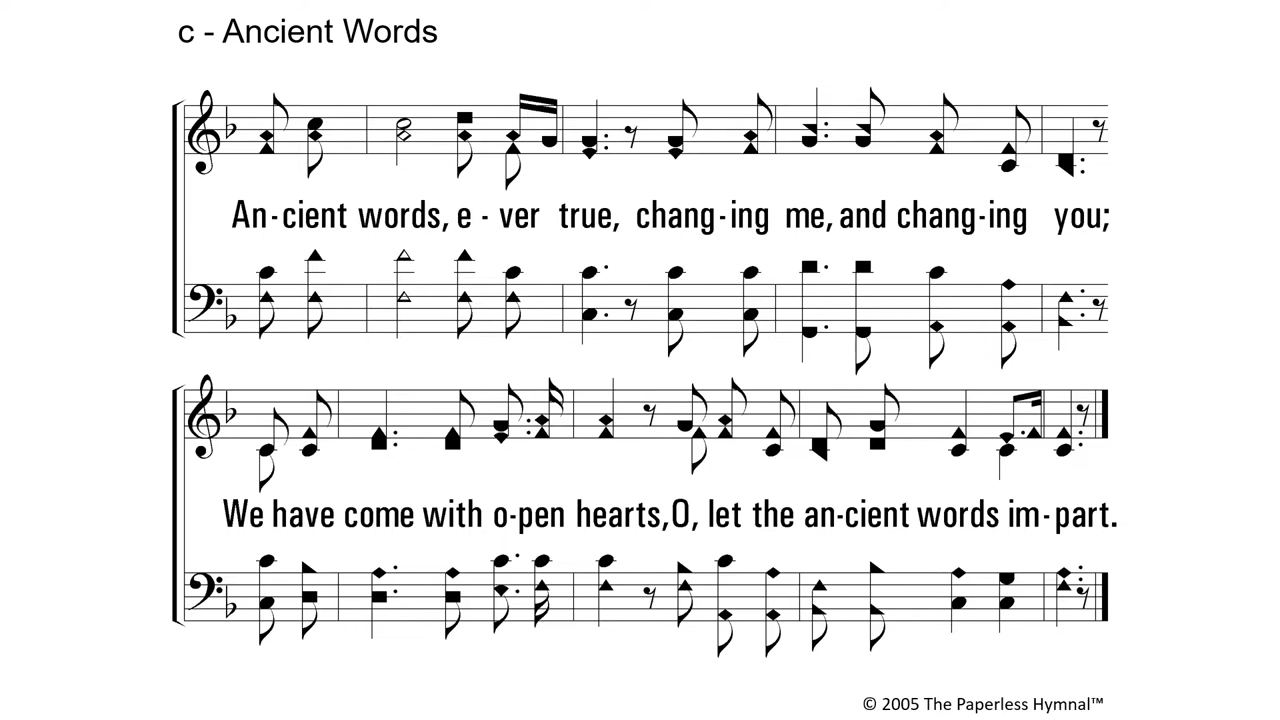 c - Ancient Words
An-cient words, e - ver true, chang-ing me, and chang-ing you;
We have come with o-pen hearts, O, let the an-cient words im-part.
© 2005 The Paperless Hymnal™